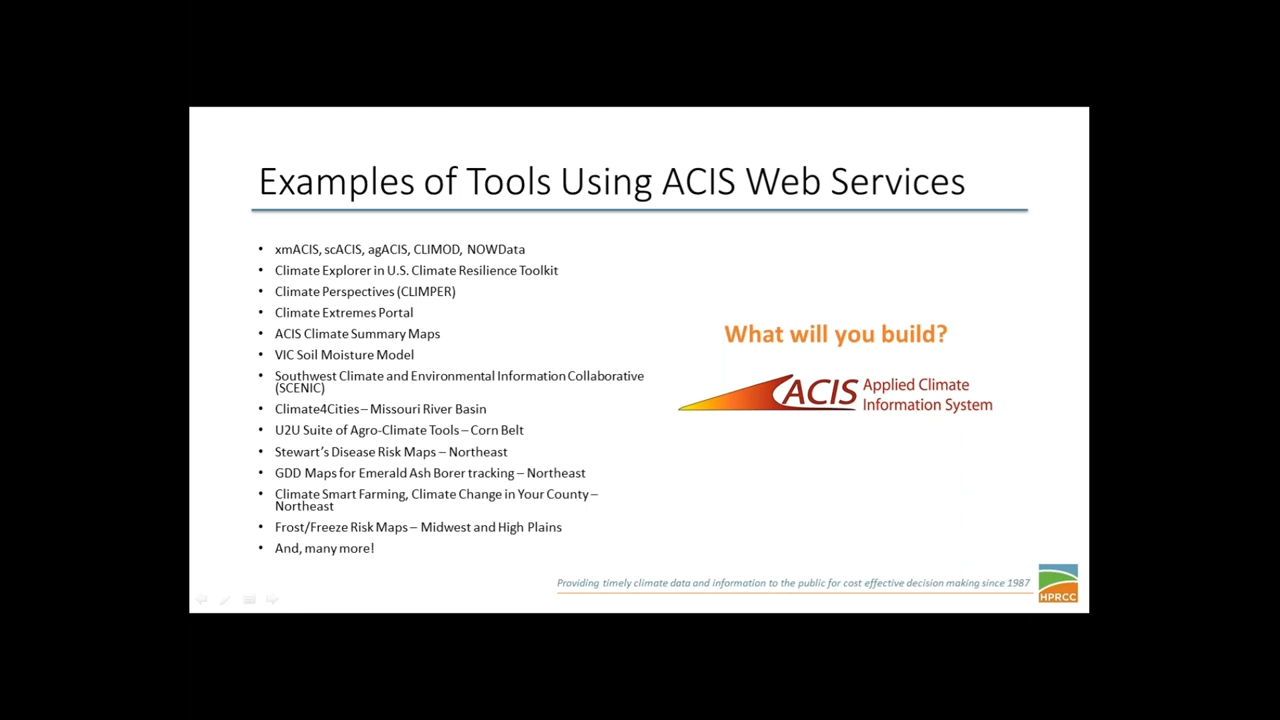 Examples of Tools Using ACIS Web Services
• xmACIS, scACIS, agACIS, CLIMOD, NOWData
• Climate Explorer in U.S. Climate Resilience Toolkit
• Climate Perspectives (CLIMPER)
• Climate Extremes Portal
• ACIS Climate Summary Maps
• VIC Soil Moisture Model
• Southwest Climate and Environmental Information Collaborative
(SCENIC)
• Climate4Cities – Missouri River Basin
• U2U Suite of Agro-Climate Tools – Corn Belt
• Stewart's Disease Risk Maps – Northeast
• GDD Maps for Emerald Ash Borer tracking – Northeast
• Climate Smart Farming, Climate Change in Your County –
Northeast
• Frost/Freeze Risk Maps – Midwest and High Plains
• And, many more!
What will you build?
ACIS Applied Climate
Information System
Providing timely climate data and information to the public for cost effective decision making since 1987
HPRCC